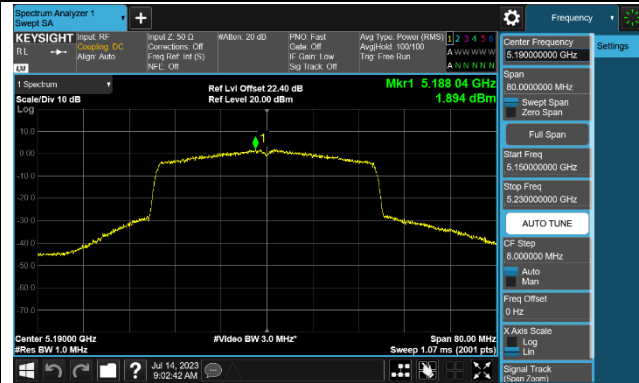 Spectrum Analyzer 1
Swept SA
Frequency
KEYSIGHT
RL
LXI
Input: RF
Coupling: DC
Align: Auto
Input Z: 50 Ω
Corrections: Off
Freq Ref: Int (S)
NFE: Off
#Atten: 20 dB
PNO: Fast
Gate: Off
IF Gain: Low
Sig Track: Off
Avg Type: Power (RMS)
Avg|Hold: 100/100
Trig: Free Run
1 2 3 4 5 6
A W W W W W
A N N N N N
1 Spectrum
Scale/Div 10 dB
Log
Ref Lvl Offset 22.40 dB
Ref Level 20.00 dBm
Mkr1 5.188 04 GHz
1.894 dBm
1
10.0
0.00
-10.0
-20.0
-30.0
-40.0
-50.0
-60.0
-70.0
Center 5.19000 GHz
#Res BW 1.0 MHz
#Video BW 3.0 MHz*
Span 80.00 MHz
Sweep 1.07 ms (2001 pts)
Jul 14, 2023
9:02:42 AM
Center Frequency
5.190000000 GHz
Settings
Span
80.0000000 MHz
Swept Span
Zero Span
Full Span
Start Freq
5.150000000 GHz
Stop Freq
5.230000000 GHz
AUTO TUNE
CF Step
8.000000 MHz
Auto
Man
Freq Offset
0 Hz
X Axis Scale
Log
Lin
Signal Track
(Span Zoom)